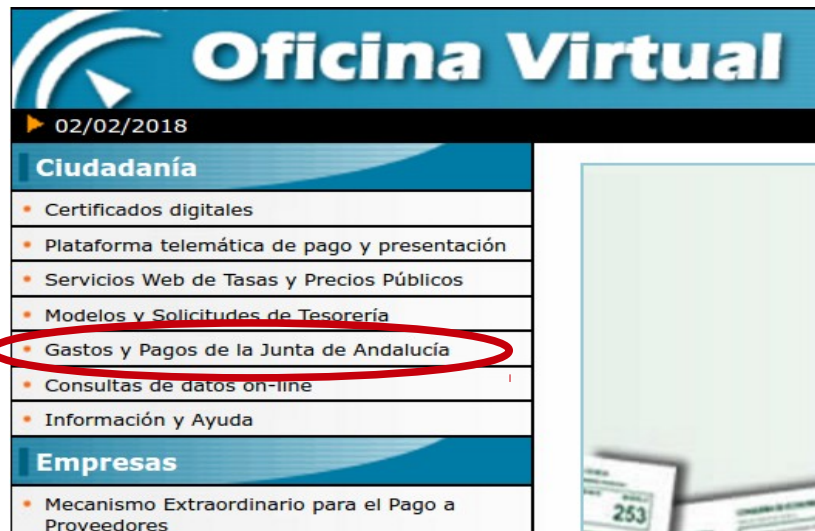 Oficina Virtual
02/02/2018
Ciudadanía
Certificados digitales
Plataforma telemática de pago y presentación
Servicios Web de Tasas y Precios Públicos
Modelos y Solicitudes de Tesorería
Gastos y Pagos de la Junta de Andalucía
Consultas de datos on-line
Información y Ayuda
Empresas
Mecanismo Extraordinario para el Pago a
Proveedores
253